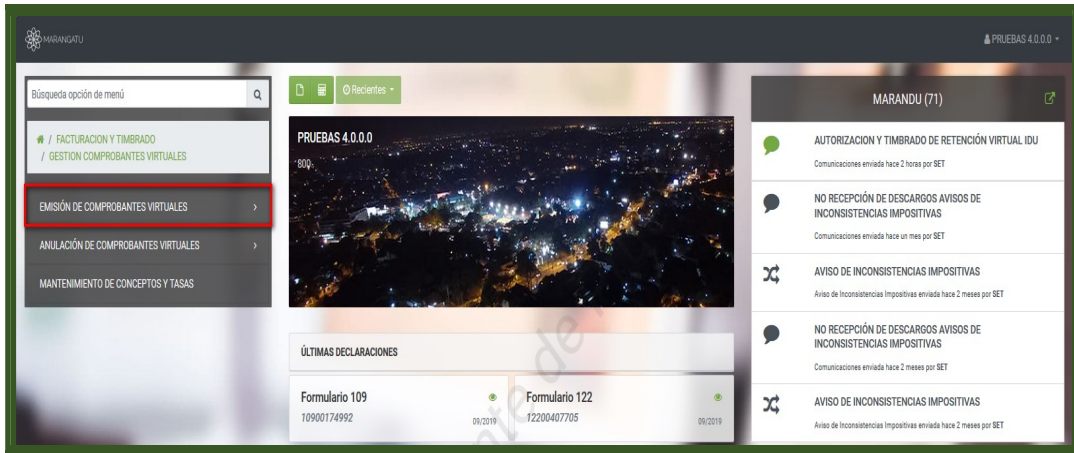 MARANGATU
PRUEBAS 4.0.0.0
Búsqueda opción de menú
/ FACTURACION Y TIMBRADO
/ GESTION COMPROBANTES VIRTUALES
EMISIÓN DE COMPROBANTES VIRTUALES
ANULACIÓN DE COMPROBANTES VIRTUALES
MANTENIMIENTO DE CONCEPTOS Y TASAS
Recientes
PRUEBAS 4.0.0.0
800
ÚLTIMAS DECLARACIONES
Formulario 109
10900174992
09/2019
Formulario 122
12200407705
09/2019
MARANDU (71)
AUTORIZACION Y TIMBRADO DE RETENCIÓN VIRTUAL IDU
Comunicaciones enviada hace 2 horas por SET
NO RECEPCIÓN DE DESCARGOS AVISOS DE
INCONSISTENCIAS IMPOSITIVAS
Comunicaciones enviada hace un mes por SET
AVISO DE INCONSISTENCIAS IMPOSITIVAS
Aviso de Inconsistencias Impositivas enviada hace 2 meses por SET
NO RECEPCIÓN DE DESCARGOS AVISOS DE
INCONSISTENCIAS IMPOSITIVAS
Comunicaciones enviada hace 2 meses por SET
AVISO DE INCONSISTENCIAS IMPOSITIVAS
Aviso de Inconsistencias Impositivas enviada hace 2 meses por SET